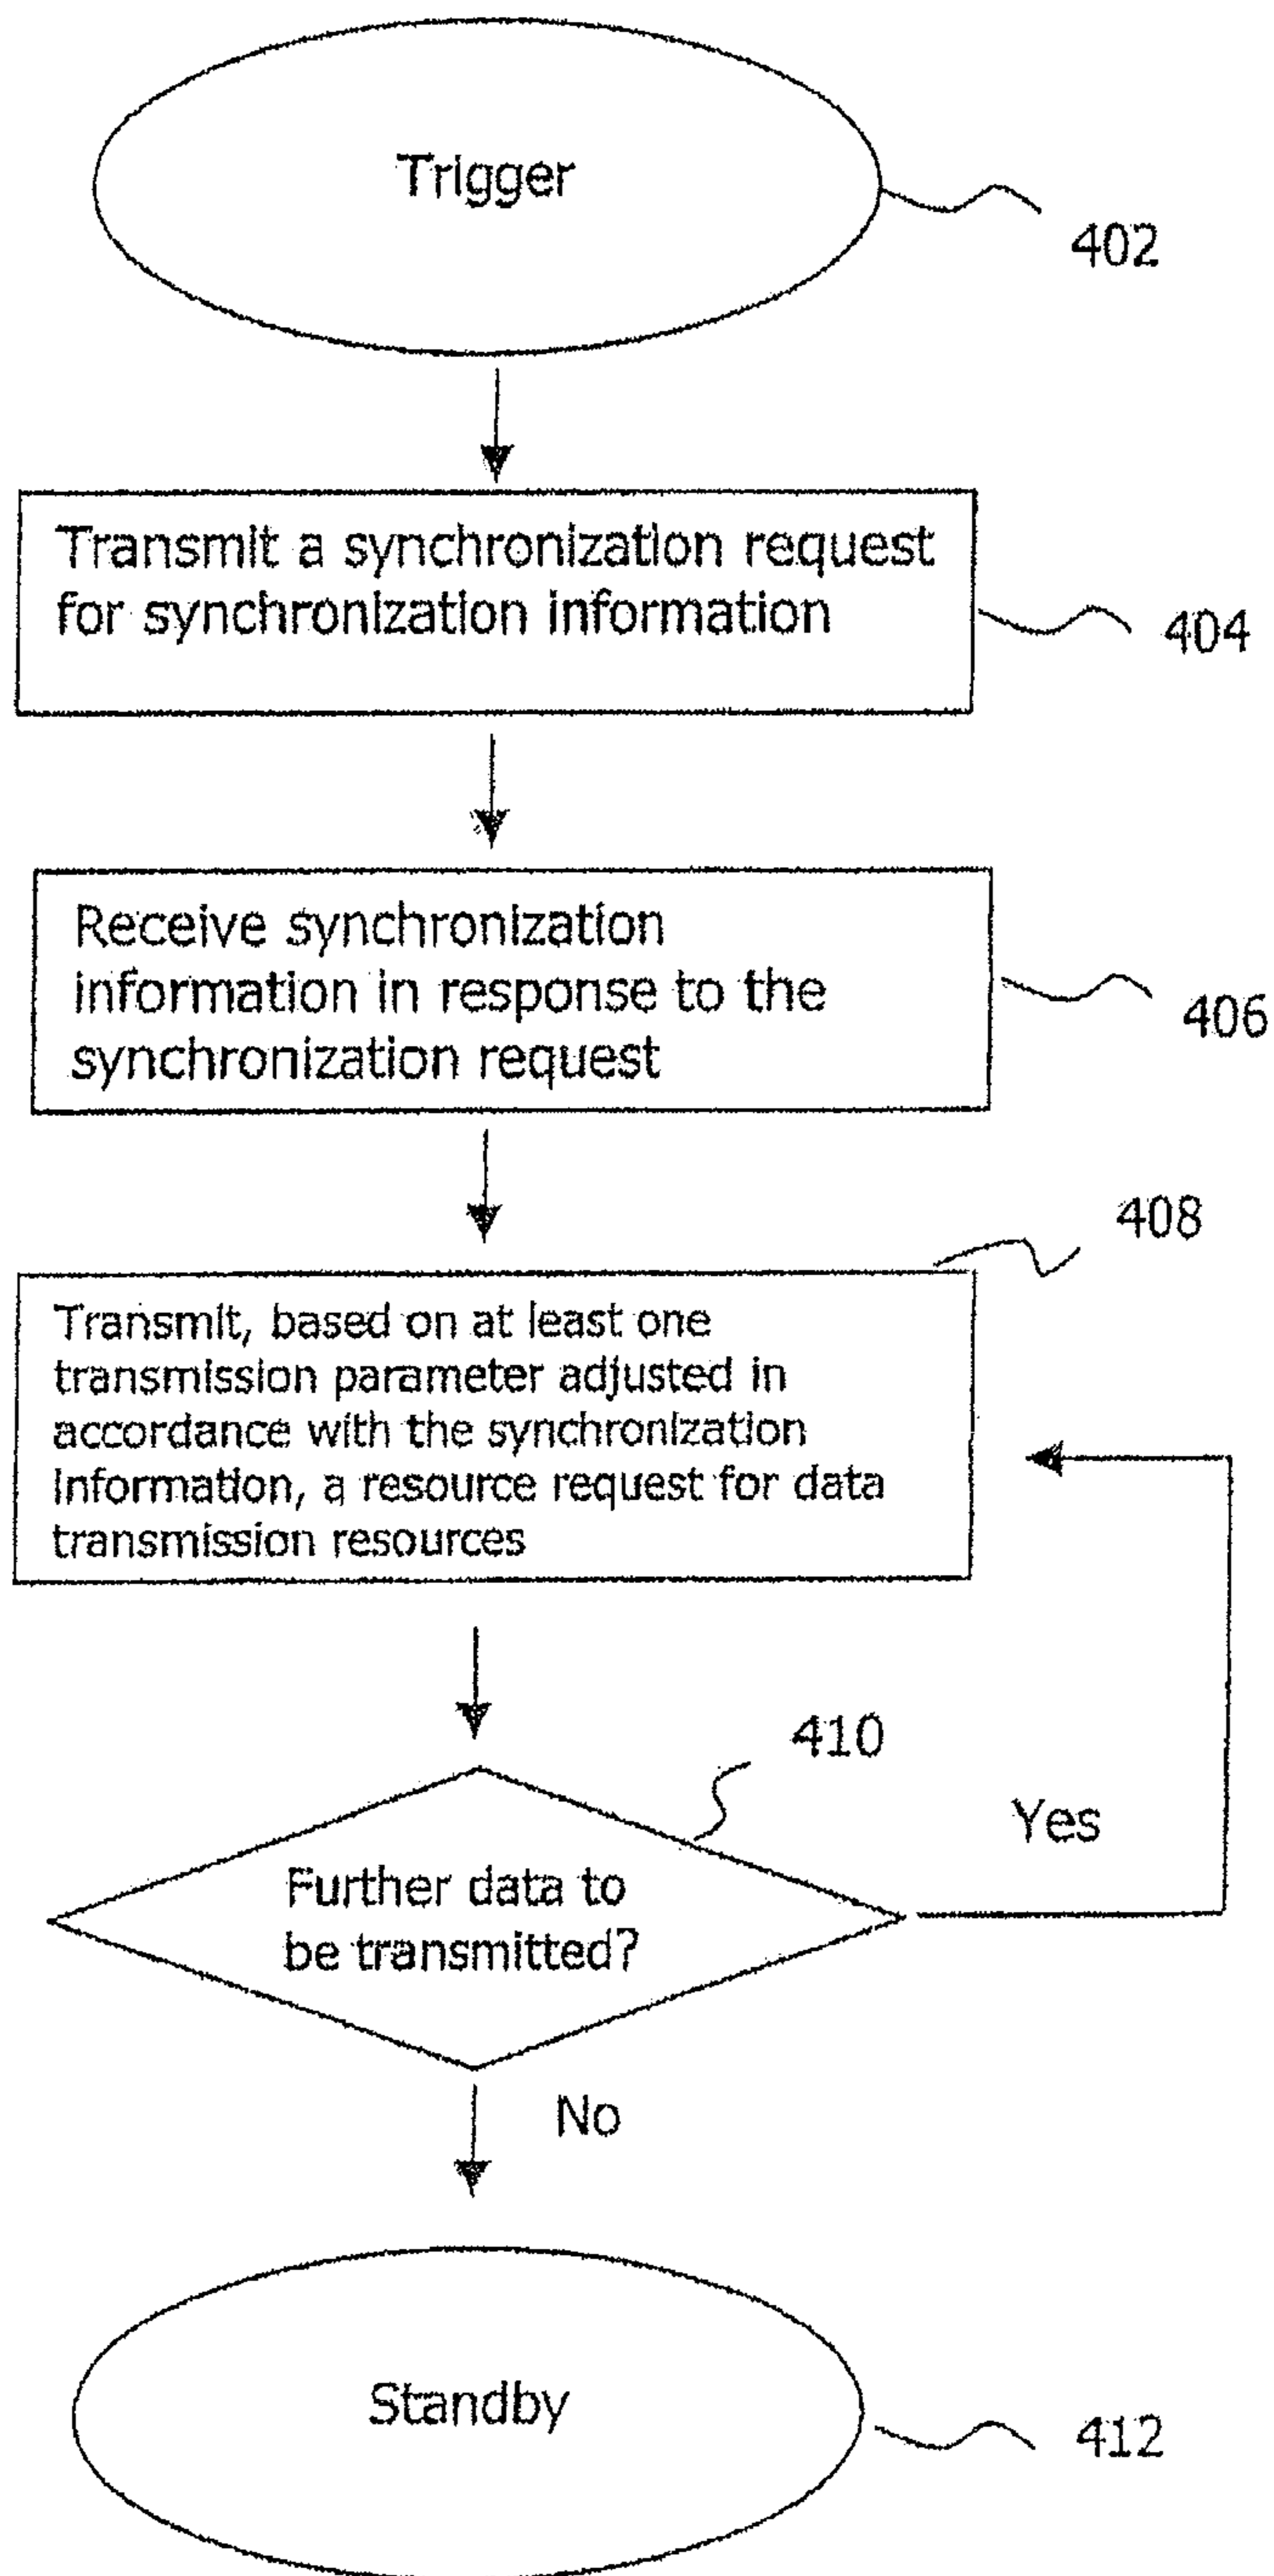 Trigger
402
Transmit a synchronization request
for synchronization information
404
Receive synchronization
information in response to the
synchronization request
406
408
Transmit, based on at least one
transmission parameter adjusted in
accordance with the synchronization
information, a resource request for data
transmission resources
410
Yes
Further data to
be transmitted?
No
Standby
412